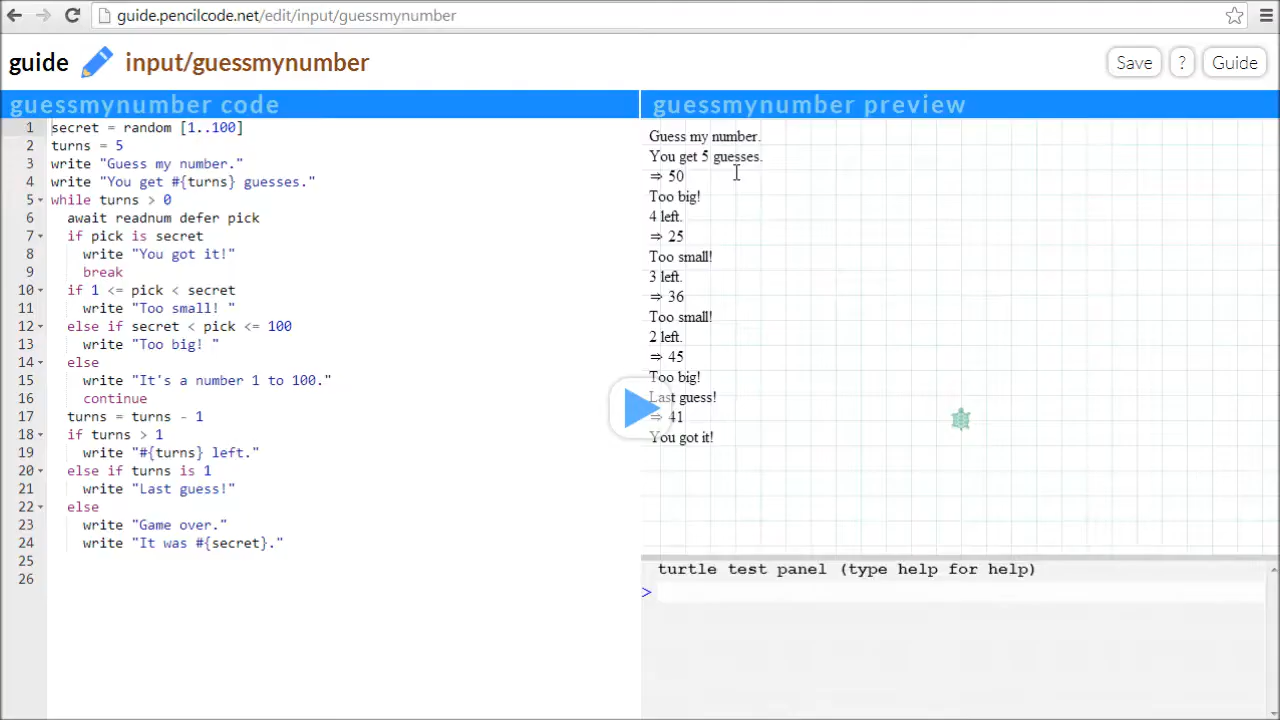 guide.pencilcode.net/edit/input/guessmynumber
guide input/guessmynumber Save ? Guide
guessmynumber code
1 secret = random [1..100]
2 turns = 5
3 write "Guess my number."
4 write "You get #{turns} guesses."
5 while turns > 0
6 await readnum defer pick
7 if pick is secret
8 write "You got it!"
9 break
10 if 1 <= pick < secret
11 write "Too small! "
12 else if secret < pick <= 100
13 write "Too big! "
14 else
15 write "It's a number 1 to 100."
16 continue
17 turns = turns - 1
18 if turns > 1
19 write "#{turns} left."
20 else if turns is 1
21 write "Last guess!"
22 else
23 write "Game over."
24 write "It was #{secret}."
25
26
guessmynumber preview
Guess my number.
You get 5 guesses.
⇒ 50
Too big!
4 left.
⇒ 25
Too small!
3 left.
⇒ 36
Too small!
2 left.
⇒ 45
Too big!
Last guess!
⇒ 41
You got it!
turtle test panel (type help for help)
>